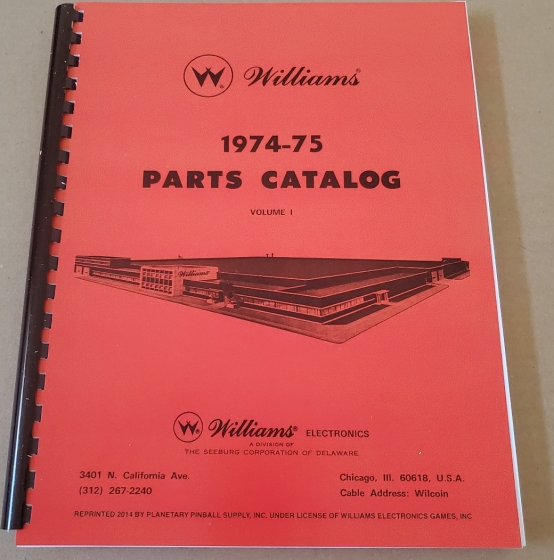 W® Williams®
1974-75
PARTS CATALOG
VOLUME I
Williams
W® Williams® ELECTRONICS
A DIVISION OF
THE SEEBURG CORPORATION OF DELAWARE
3401 N. California Ave. Chicago, Ill. 60618, U.S.A.
(312) 267-2240 Cable Address: Wilcoin
REPRINTED 2014 BY PLANETARY PINBALL SUPPLY, INC. UNDER LICENSE OF WILLIAMS ELECTRONICS GAMES, INC